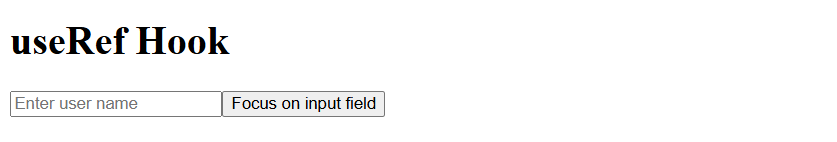 useRef Hook
Enter user name Focus on input field